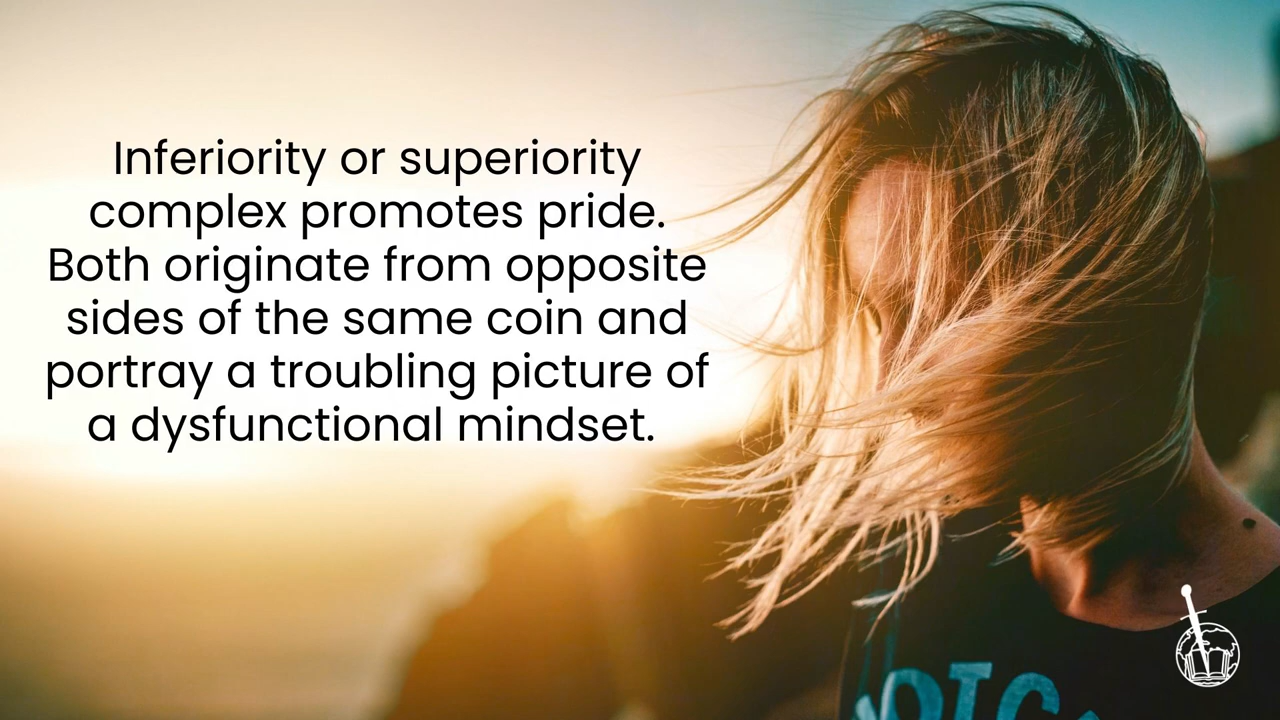 Inferiority or superiority
complex promotes pride.
Both originate from opposite
sides of the same coin and
portray a troubling picture of
a dysfunctional mindset.